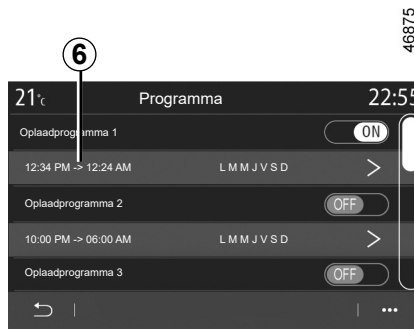 46875
6
21°c Programma 22:55
Oplaadprogramma 1 ON
12:34 PM -> 12:24 AM L M M J V S D >
Oplaadprogramma 2 OFF
10:00 PM -> 06:00 AM L M M J V S D >
Oplaadprogramma 3 OFF